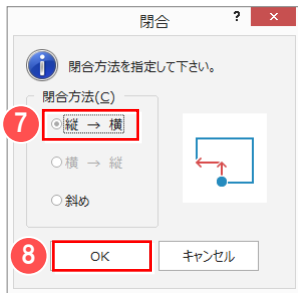 閉合
? ×
閉合方法を指定して下さい。
閉合方法(C)
7
縦 → 横
横 → 縦
斜め
8
OK
キャンセル